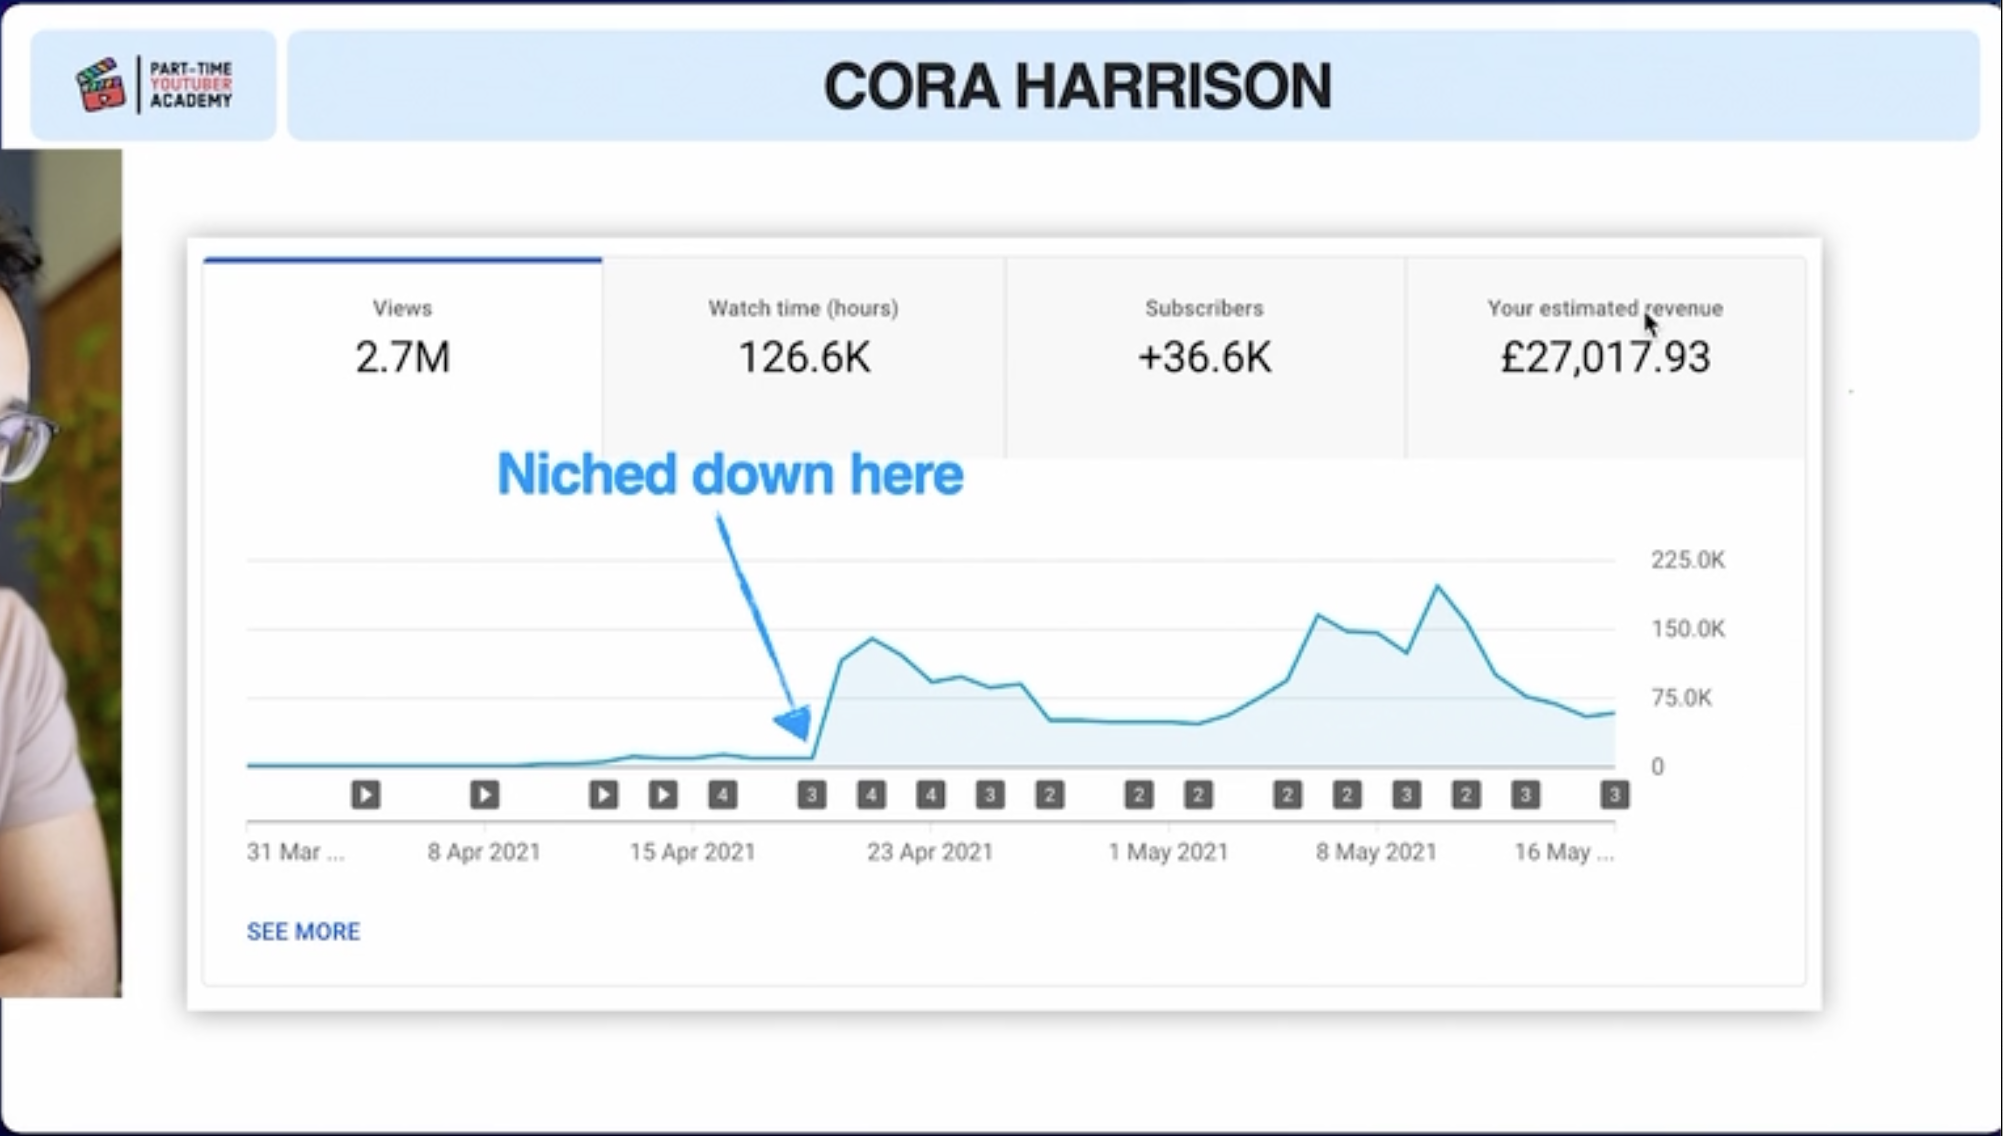 PART-TIME
YOUTUBER
ACADEMY
CORA HARRISON
Views
2.7M
Watch time (hours)
126.6K
Subscribers
+36.6K
Your estimated revenue
£27,017.93
Niched down here
225.0K
150.0K
75.0K
0
4 3 4 4 3 2 2 2 2 2 3 2 3 3
31 Mar ... 8 Apr 2021 15 Apr 2021 23 Apr 2021 1 May 2021 8 May 2021 16 May ...
SEE MORE